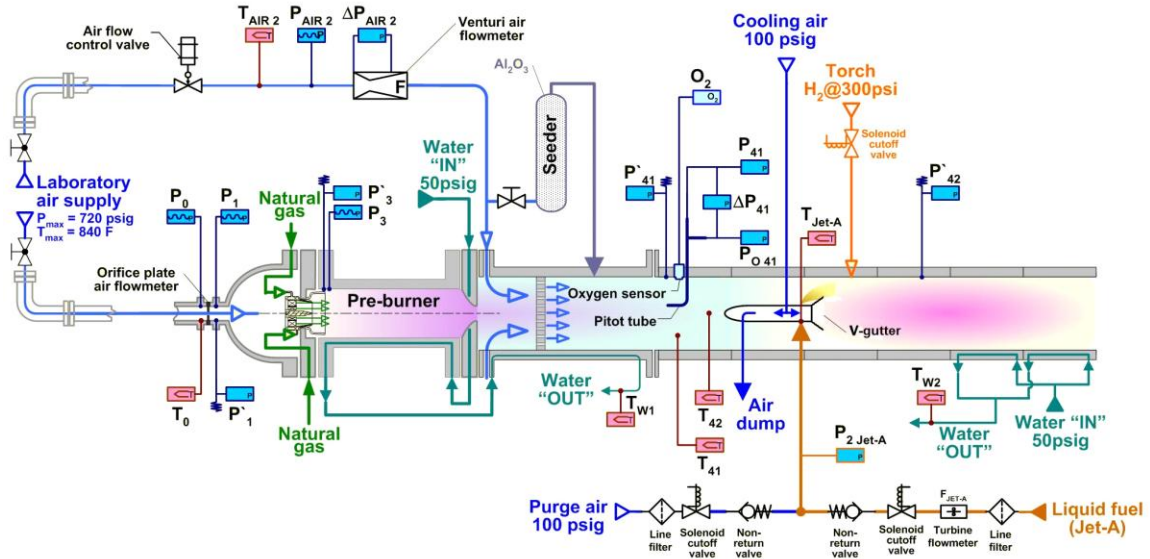 Air flow
control valve
T AIR 2
P AIR 2
ΔP AIR 2
T
P
P
Venturi air
flowmeter
F
Al2O3
Seeder
O2
O2
Cooling air
100 psig
Torch
H2@300psi
Solenoid
cutoff
valve
Water
“IN”
50psig
P`41
P
P41
P
ΔP41
P
PO 41
P
P`42
P
TJet-A
T
Laboratory
air supply
Pmax = 720 psig
Tmax = 840 F
P0
P
P1
P
Natural
gas
P`3
P
P3
P
Orifice plate
air flowmeter
Pre-burner
Oxygen sensor
Pitot tube
V-gutter
T0
T
P`1
P
Natural
gas
Water
“OUT”
TW1
T
T42
T
T41
T
Air
dump
P2 Jet-A
P
TW2
T
Water
“OUT”
Water “IN”
50psig
Purge air
100 psig
Line
filter
Solenoid
cutoff
valve
Non-
return
valve
Non-
return
valve
Solenoid
cutoff
valve
FJET-A
Turbine
flowmeter
Line
filter
Liquid fuel
(Jet-A)